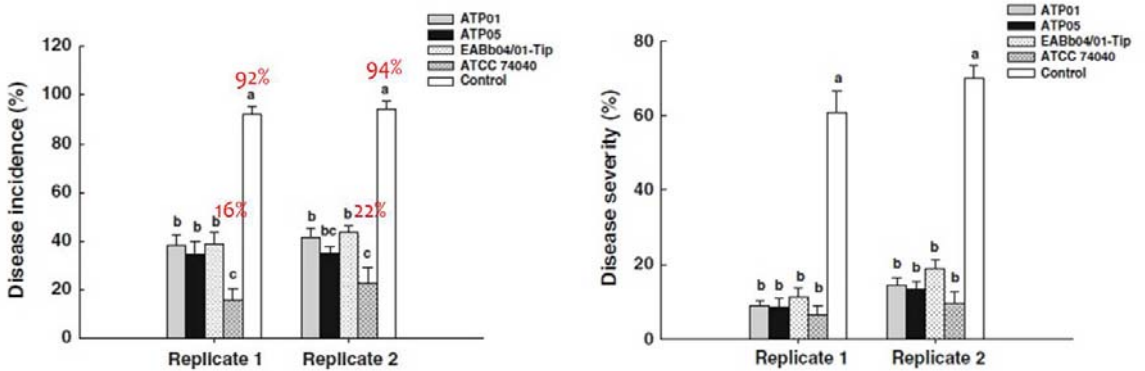 ATP01
ATP05
EABb04/01-Tip
ATCC 74040
Control
Disease incidence (%)
120
100
80
60
40
20
0
92%
94%
a
a
16%
22%
b
b
b
c
b
bc
b
c
Replicate 1
Replicate 2
ATP01
ATP05
EABb04/01-Tip
ATCC 74040
Control
Disease severity (%)
80
60
40
20
0
a
a
b
b
b
b
b
b
b
b
Replicate 1
Replicate 2